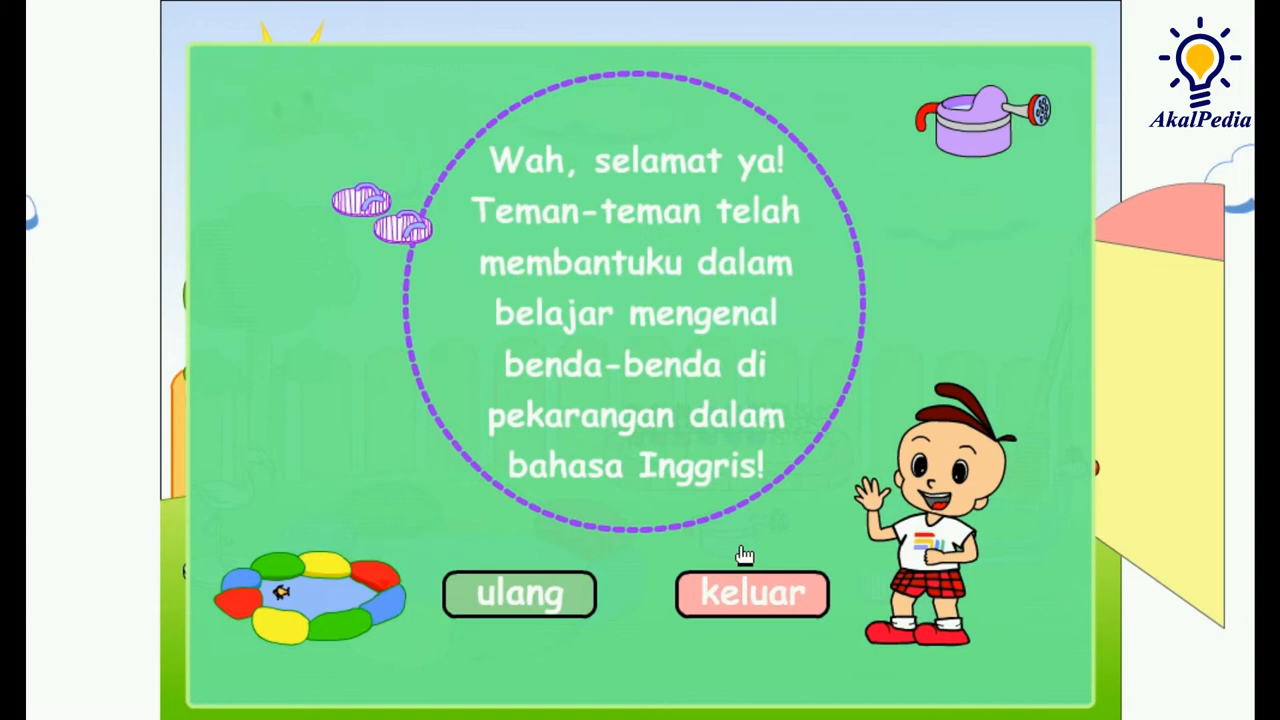 AkalPedia
Wah, selamat ya!
Teman-teman telah
membantuku dalam
belajar mengenal
benda-benda di
pekarangan dalam
bahasa Inggris!
ulang
keluar